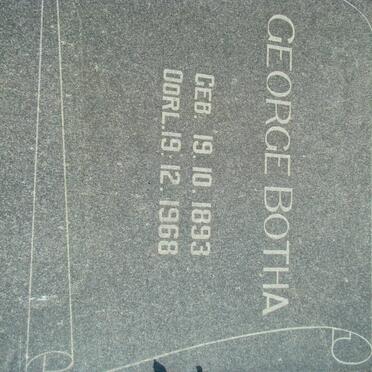 GEORGE BOTHA
GEB. 19.10.1893
OORL.19.12.1968